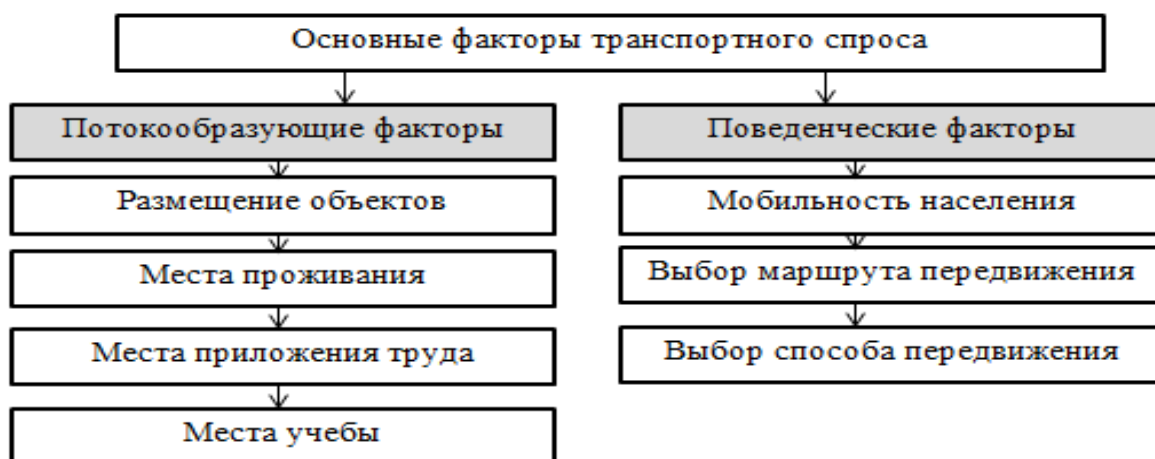 Основные факторы транспортного спроса
Потокообразующие факторы
Размещение объектов
Места проживания
Места приложения труда
Места учебы
Поведенческие факторы
Мобильность населения
Выбор маршрута передвижения
Выбор способа передвижения